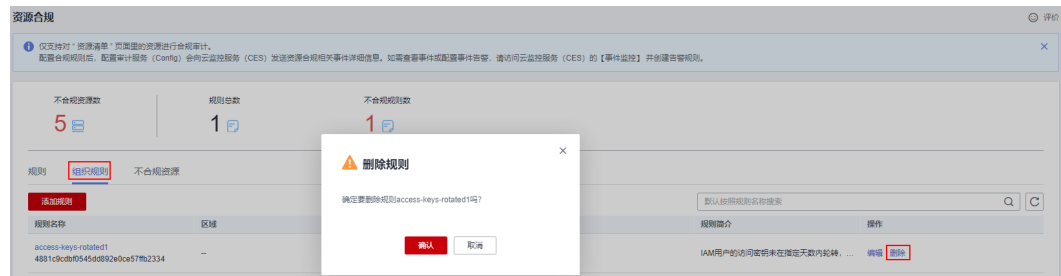 资源合规
评价
仅支持对“资源清单”页面里的资源进行合规审计。
配置合规规则后，配置审计服务（Config）会向云监控服务（CES）发送资源合规相关事件详细信息。如需查看事件或配置事件告警，请访问云监控服务（CES）的【事件监控】并创建告警规则。
不合规资源数
规则总数
不合规规则数
5
1
1
删除规则
确定要删除规则access-keys-rotated1吗?
确认
取消
规则
组织规则
不合规资源
添加规则
默认按照规则名称搜索
规则名称
区域
规则简介
操作
access-keys-rotated1
4881c9cdbf0545dd892e0ce57ffb2334
--
IAM用户的访问密钥未在指定天数内轮转，...
编辑
删除